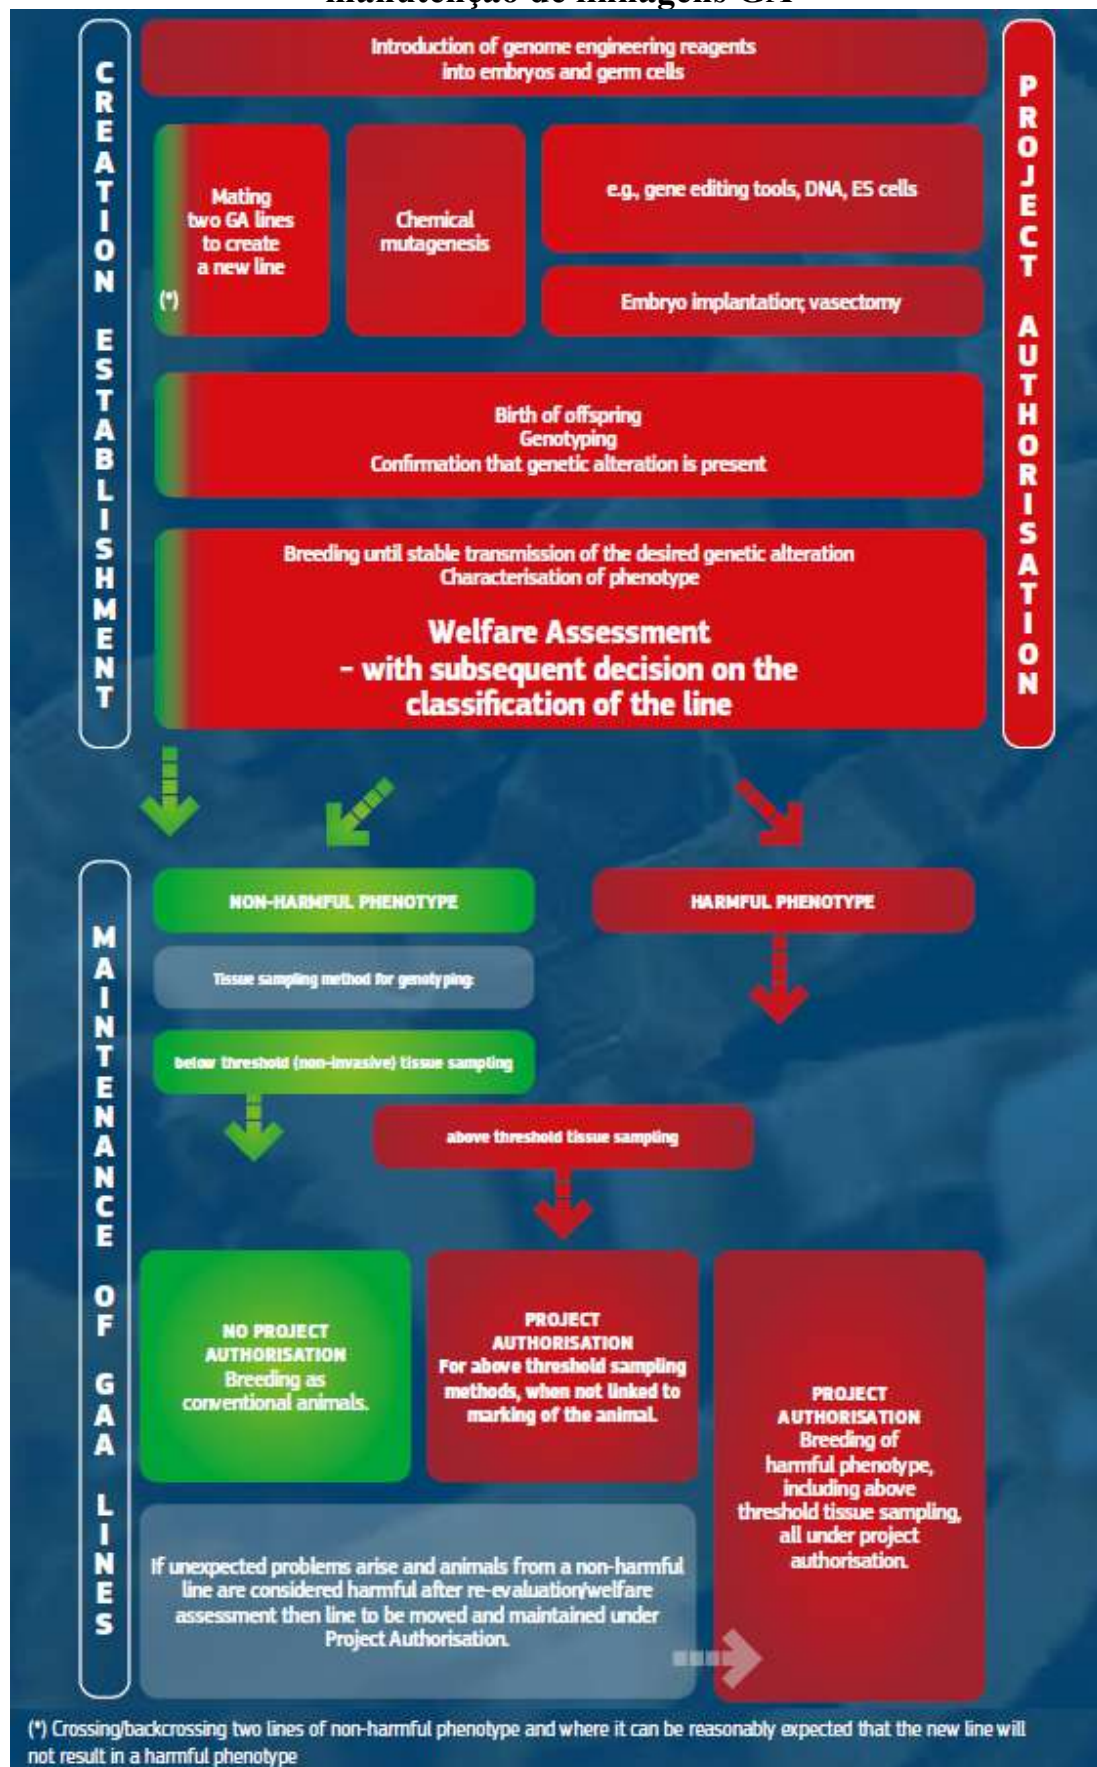 manutenção de linhagens GA
Introduction of genome engineering reagents
into embryos and germ cells
CREATION ESTABLISHMENT
PROJECT AUTHORISATION
Mating
two GA lines
to create
a new line
(*)
Chemical
mutagenesis
e.g., gene editing tools, DNA, ES cells
Embryo implantation; vasectomy
Birth of offspring
Genotyping
Confirmation that genetic alteration is present
Breeding until stable transmission of the desired genetic alteration
Characterisation of phenotype
Welfare Assessment
– with subsequent decision on the
classification of the line
MAINTENANCE OF GAA LINES
NON-HARMFUL PHENOTYPE
HARMFUL PHENOTYPE
Tissue sampling method for genotyping:
below threshold (non-invasive) tissue sampling
above threshold tissue sampling
NO PROJECT
AUTHORISATION
Breeding as
conventional animals.
PROJECT
AUTHORISATION
For above threshold sampling
methods, when not linked to
marking of the animal.
PROJECT
AUTHORISATION
Breeding of
harmful phenotype,
including above
threshold tissue sampling,
all under project
authorisation.
If unexpected problems arise and animals from a non-harmful
line are considered harmful after re-evaluation/welfare
assessment then line to be moved and maintained under
Project Authorisation.
(*) Crossing/backcrossing two lines of non-harmful phenotype and where it can be reasonably expected that the new line will
not result in a harmful phenotype